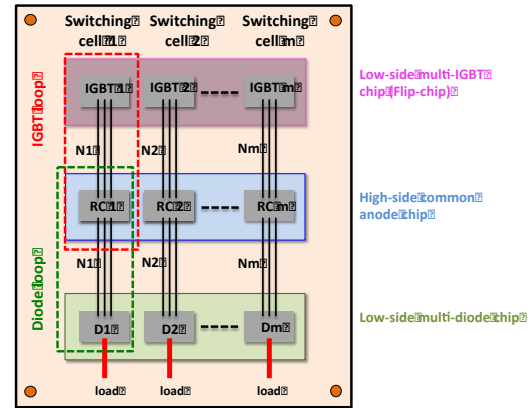 Switching
cell 1
Switching
cell 2
Switching
cell m
IGBT loop
IGBT 1
IGBT 2
IGBT m
Low-side multi-IGBT
chip (Flip-chip)
N1
N2
Nm
RC 1
RC 2
RC m
High-side common
anode chip
Diode loop
N1
N2
Nm
D1
D2
Dm
Low-side multi-diode chip
load
load
load